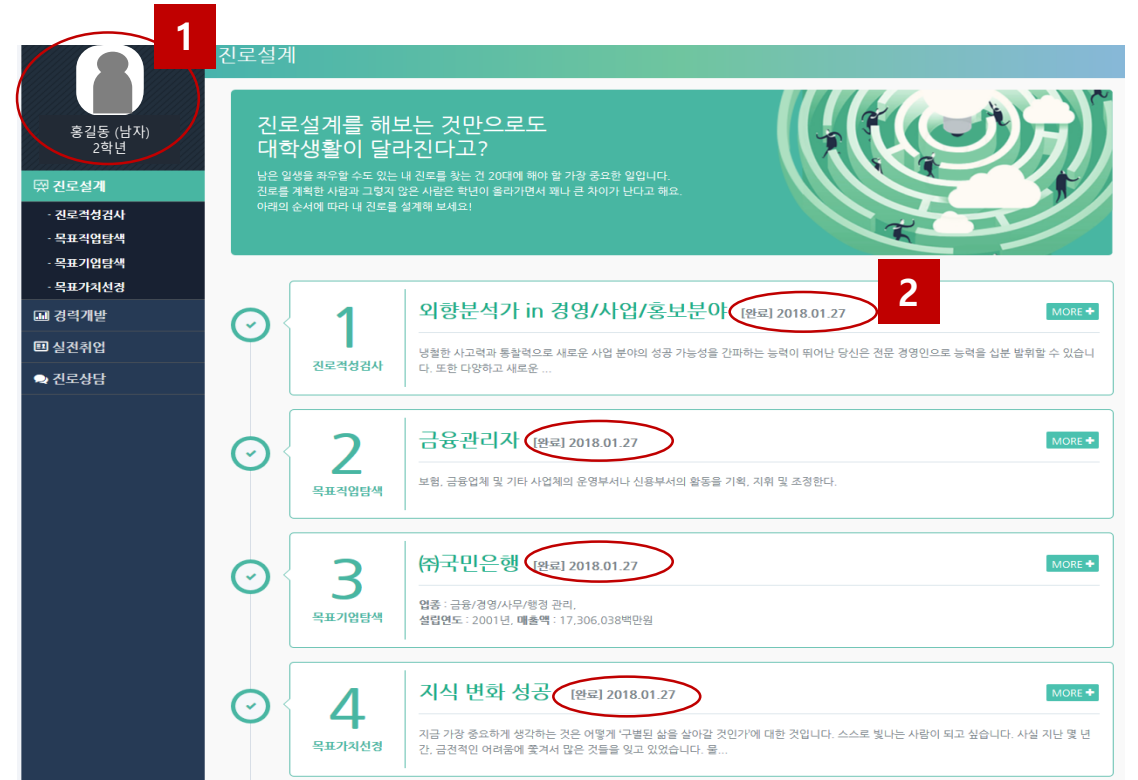 1
진로설계
홍길동 (남자)
2학년
진로설계
- 진로적성검사
- 목표직업탐색
- 목표기업탐색
- 목표가치선정
경력개발
실전취업
진로상담
진로설계를 해보는 것만으로도
대학생활이 달라진다고?
남은 일생을 좌우할 수도 있는 내 진로를 찾는 건 20대에 해야 할 가장 중요한 일입니다.
진로를 계획한 사람과 그렇지 않은 사람은 학년이 올라가면서 꽤나 큰 차이가 난다고 해요.
아래의 순서에 따라 내 진로를 설계해 보세요!
2
1
진로적성검사
외향분석가 in 경영/사업/홍보분야 [완료] 2018.01.27
MORE +
냉철한 사고력과 통찰력으로 새로운 사업 분야의 성공 가능성을 간파하는 능력이 뛰어난 당신은 전문 경영인으로 능력을 십분 발휘할 수 있습니
다. 또한 다양하고 새로운 ...
2
목표직업탐색
금융관리자 [완료] 2018.01.27
MORE +
보험, 금융업체 및 기타 사업체의 운영부서나 신용부서의 활동을 기획, 지휘 및 조정한다.
3
목표기업탐색
㈜국민은행 [완료] 2018.01.27
MORE +
업종 : 금융/경영/사무/행정 관리,
설립연도 : 2001년, 매출액 : 17,306,038백만원
4
목표가치선정
지식 변화 성공 [완료] 2018.01.27
MORE +
지금 가장 중요하게 생각하는 것은 어떻게 '구별된 삶을 살아갈 것인가'에 대한 것입니다. 스스로 빛나는 사람이 되고 싶습니다. 사실 지난 몇 년
간, 금전적인 어려움에 쫓겨서 많은 것들을 잊고 있었습니다. 물...